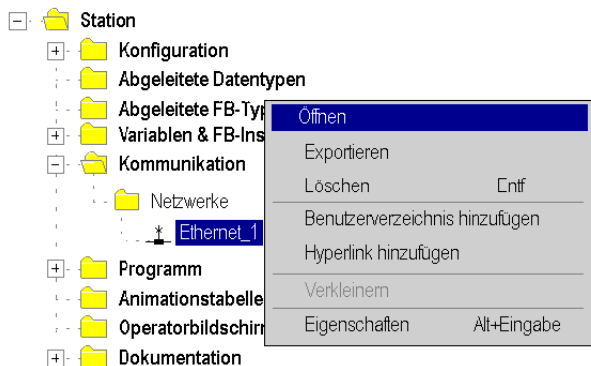 Station
Konfiguration
Abgeleitete Datentypen
Abgeleitete FB-Typ
Variablen & FB-Ins
Kommunikation
Netzwerke
Ethernet_1
Programm
Animationstabelle
Operatorbildschirm
Dokumentation
Öffnen
Exportieren
Löschen Entf
Benutzerverzeichnis hinzufügen
Hyperlink hinzufügen
Verkleinern
Eigenschaften Alt+Eingabe